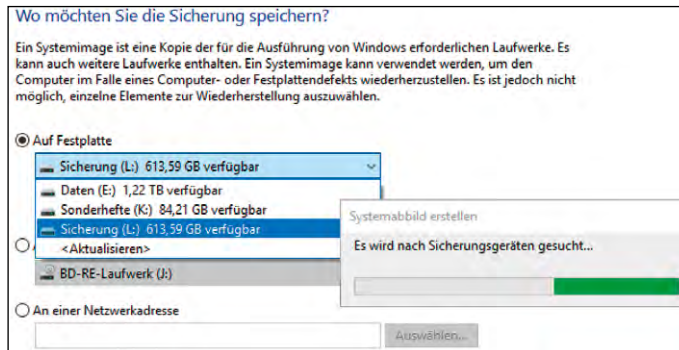 Wo möchten Sie die Sicherung speichern?
Ein Systemimage ist eine Kopie der für die Ausführung von Windows erforderlichen Laufwerke. Es
kann auch weitere Laufwerke enthalten. Ein Systemimage kann verwendet werden, um den
Computer im Falle eines Computer- oder Festplattendefekts wiederherzustellen. Es ist jedoch nicht
möglich, einzelne Elemente zur Wiederherstellung auszuwählen.
Auf Festplatte
Sicherung (L:) 613,59 GB verfügbar
Daten (E:) 1,22 TB verfügbar
Sonderhefte (K:) 84,21 GB verfügbar
Sicherung (L:) 613,59 GB verfügbar
<Aktualisieren>
BD-RE-Laufwerk (J:)
Systemabbild erstellen
Es wird nach Sicherungsgeräten gesucht...
An einer Netzwerkadresse
Auswählen...